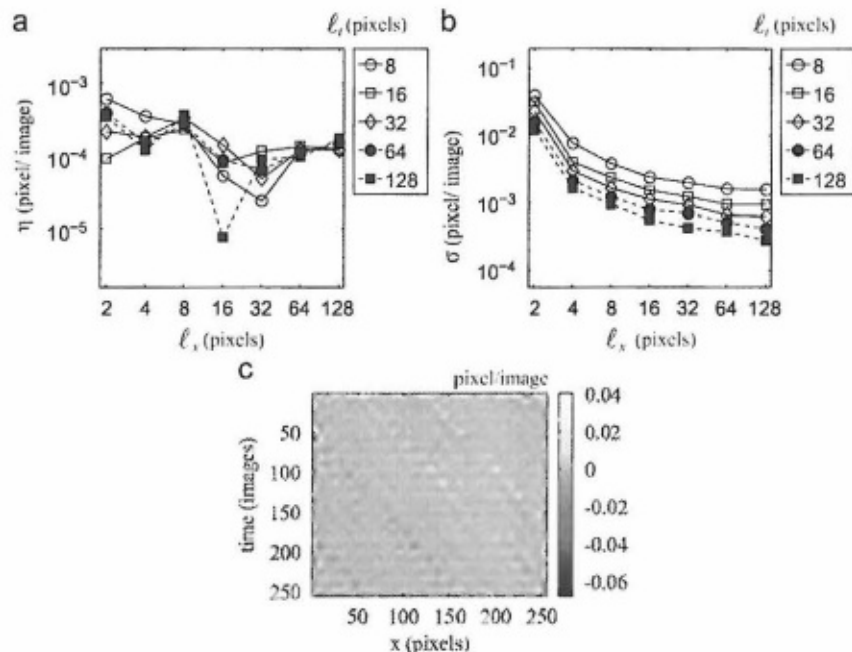 a
ℓt (pixels)
8
16
32
64
128
10⁻³
10⁻⁴
10⁻⁵
η (pixel/ image)
2 4 8 16 32 64 128
ℓx (pixels)
b
ℓt (pixels)
8
16
32
64
128
10⁻¹
10⁻²
10⁻³
10⁻⁴
σ (pixel/ image)
2 4 8 16 32 64 128
ℓx (pixels)
c
pixel/image
0.04
0.02
0
-0.02
-0.04
-0.06
time (images)
50
100
150
200
250
50 100 150 200 250
x (pixels)